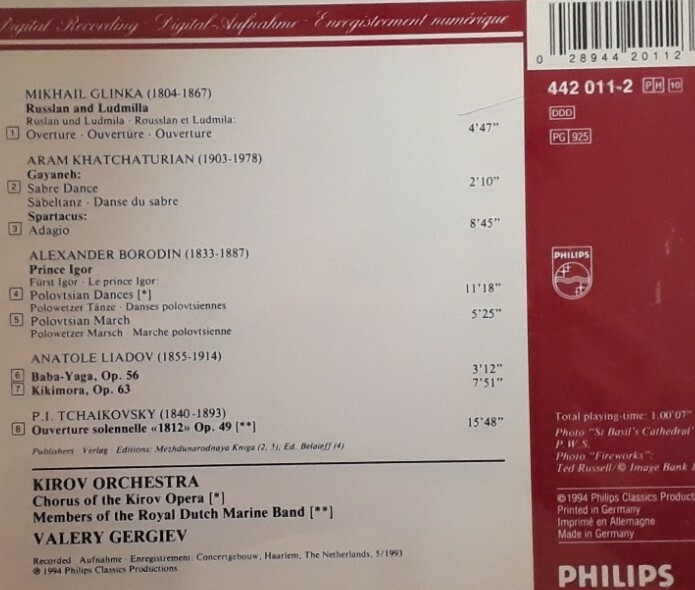 Digital Recording · Digital-Aufnahme · Enregistrement numérique
MIKHAIL GLINKA (1804-1867)
Russlan and Ludmilla
Ruslan und Ludmila · Rousslan et Ludmila:
1 Overture · Ouvertüre · Ouverture 4'47"
ARAM KHATCHATURIAN (1903-1978)
Gayaneh:
2 Sabre Dance 2'10"
Säbeltanz · Danse du sabre
Spartacus:
3 Adagio 8'45"
ALEXANDER BORODIN (1833-1887)
Prince Igor
Fürst Igor · Le prince Igor:
4 Polovtsian Dances [*] 11'18"
Polowetzer Tänze · Danses polovtsiennes
5 Polovtsian March 5'25"
Polowetzer Marsch · Marche polovtsienne
ANATOLE LIADOV (1855-1914)
6 Baba-Yaga, Op. 56 3'12"
7 Kikimora, Op. 63 7'51"
P.I. TCHAIKOVSKY (1840-1893)
8 Ouverture solennelle «1812» Op. 49 [**] 15'48"
Publishers · Verlag · Editions: Mezhdunarodnaya Kniga (2, 3); Ed. Belaieff (4)
KIROV ORCHESTRA
Chorus of the Kirov Opera [*]
Members of the Royal Dutch Marine Band [**]
VALERY GERGIEV
Recorded · Aufnahme · Enregistrement: Concertgebouw, Haarlem, The Netherlands, 5/1993
℗ 1994 Philips Classics Productions
0 28944 20112
442 011-2 PH 10
DDD
PG 925
PHILIPS
Total playing-time: 1.00'07"
Photo "St Basil's Cathedral"
P.W.S.
Photo "Fireworks":
Ted Russell/© Image Bank
© 1994 Philips Classics Product
Printed in Germany
Imprimé en Allemagne
Made in Germany
PHILIPS